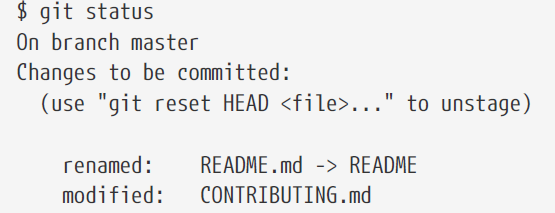 $ git status
On branch master
Changes to be committed:
  (use "git reset HEAD <file>..." to unstage)

    renamed:    README.md -> README
    modified:   CONTRIBUTING.md